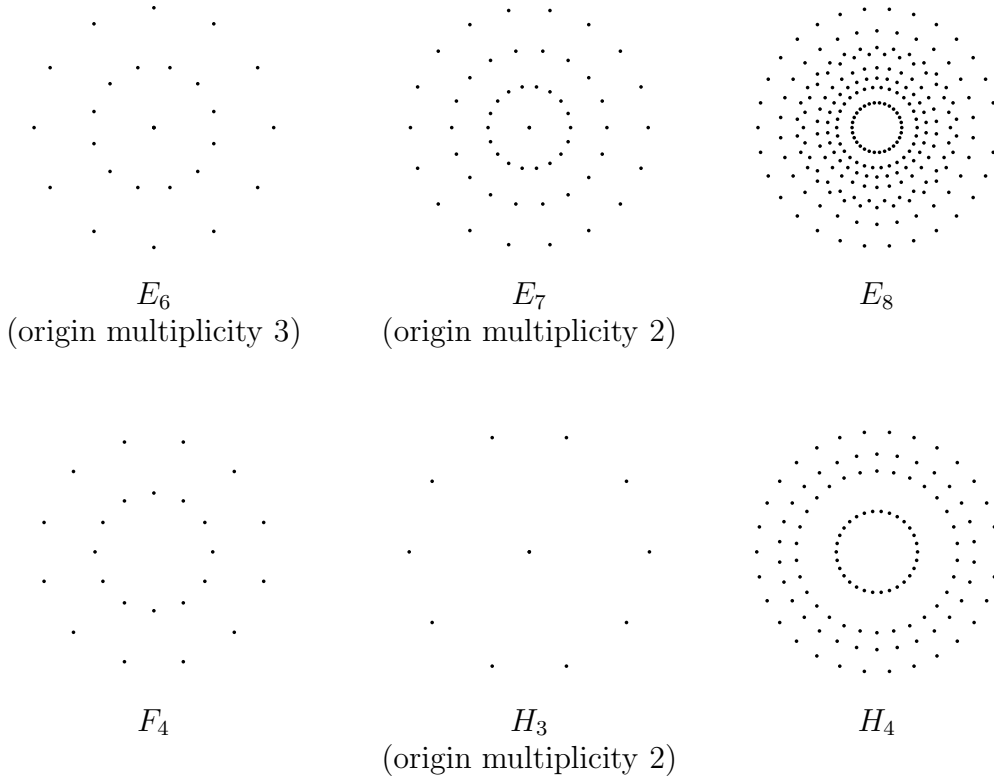 E₆
(origin multiplicity 3)
E₇
(origin multiplicity 2)
E₈
F₄
H₃
(origin multiplicity 2)
H₄